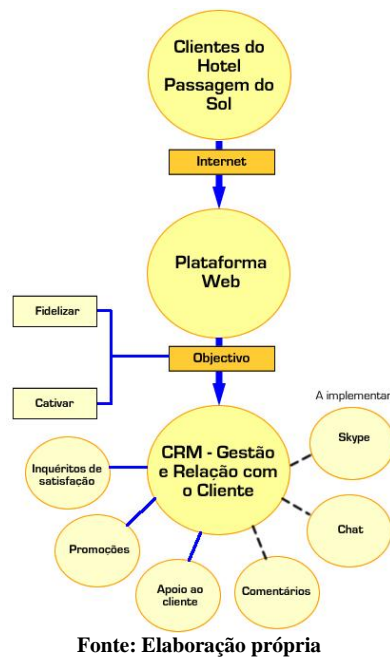 Clientes do
Hotel
Passagem do
Sol
Internet
Plataforma
Web
Fidelizar
Objectivo
Cativar
A implementar
CRM - Gestão
e Relação com
o Cliente
Skype
Inquéritos de
satisfação
Chat
Promoções
Apoio ao
cliente
Comentários
Fonte: Elaboração própria